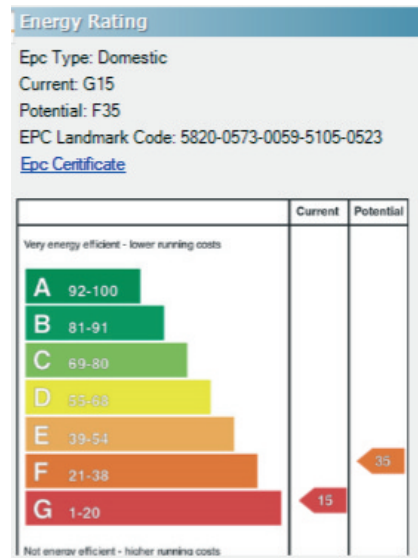 Energy Rating
Epc Type: Domestic
Current: G15
Potential: F35
EPC Landmark Code: 5820-0573-0059-5105-0523
Epc Ceritificate
Current Potential
Very energy efficient - lower running costs
A 92-100
B 81-91
C 69-80
D 55-68
E 39-54
F 21-38
35
G 1-20
15
Not energy efficient - higher running costs